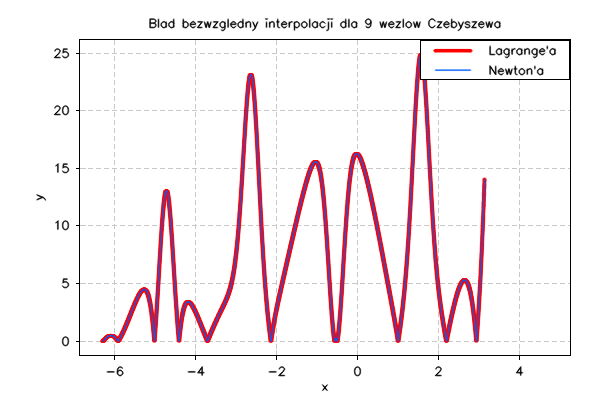 Blad bezwzgledny interpolacji dla 9 wezlow Czebyszewa
Lagrange'a
Newton'a
25
20
15
10
5
0
y
−6 −4 −2 0 2 4
x